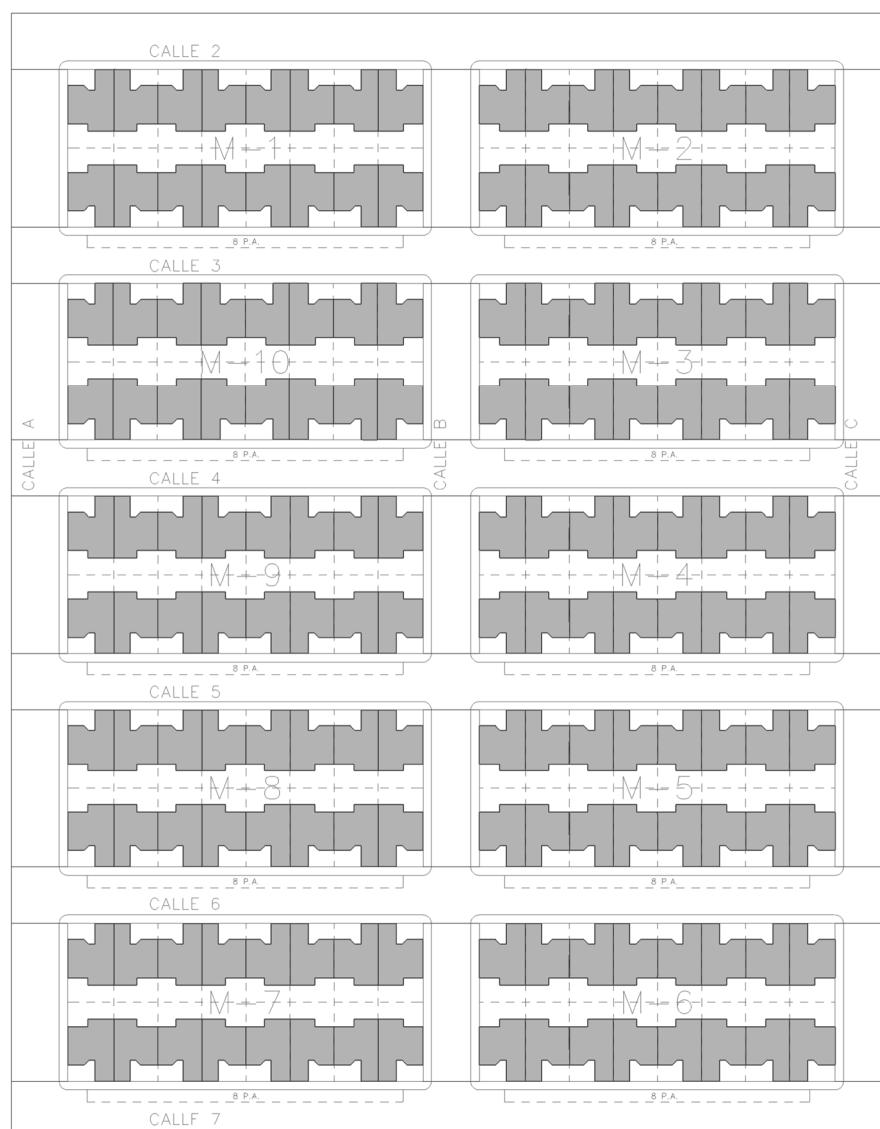 CALLE 2
M-1
M-2
8 P.A.
8 P.A.
CALLE 3
M-10
M-3
CALLE A
CALLE B
CALLE C
8 P.A.
8 P.A.
CALLE 4
M-9
M-4
8 P.A.
8 P.A.
CALLE 5
M-8
M-5
8 P.A.
8 P.A.
CALLE 6
M-7
M-6
8 P.A.
8 P.A.
CALLE 7